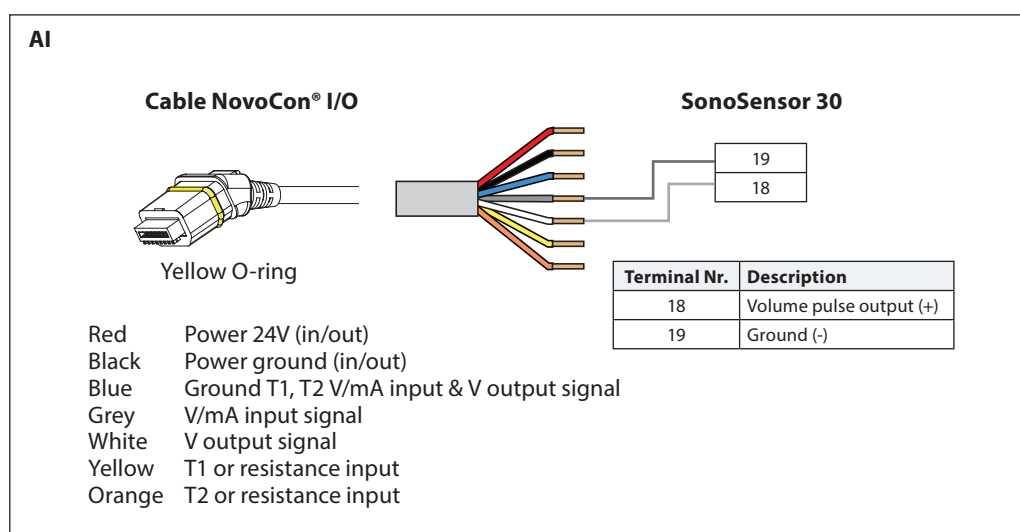 AI
Cable NovoCon® I/O
SonoSensor 30
19
18
Yellow O-ring
Terminal Nr. Description
18 Volume pulse output (+)
19 Ground (-)
Red Power 24V (in/out)
Black Power ground (in/out)
Blue Ground T1, T2 V/mA input & V output signal
Grey V/mA input signal
White V output signal
Yellow T1 or resistance input
Orange T2 or resistance input